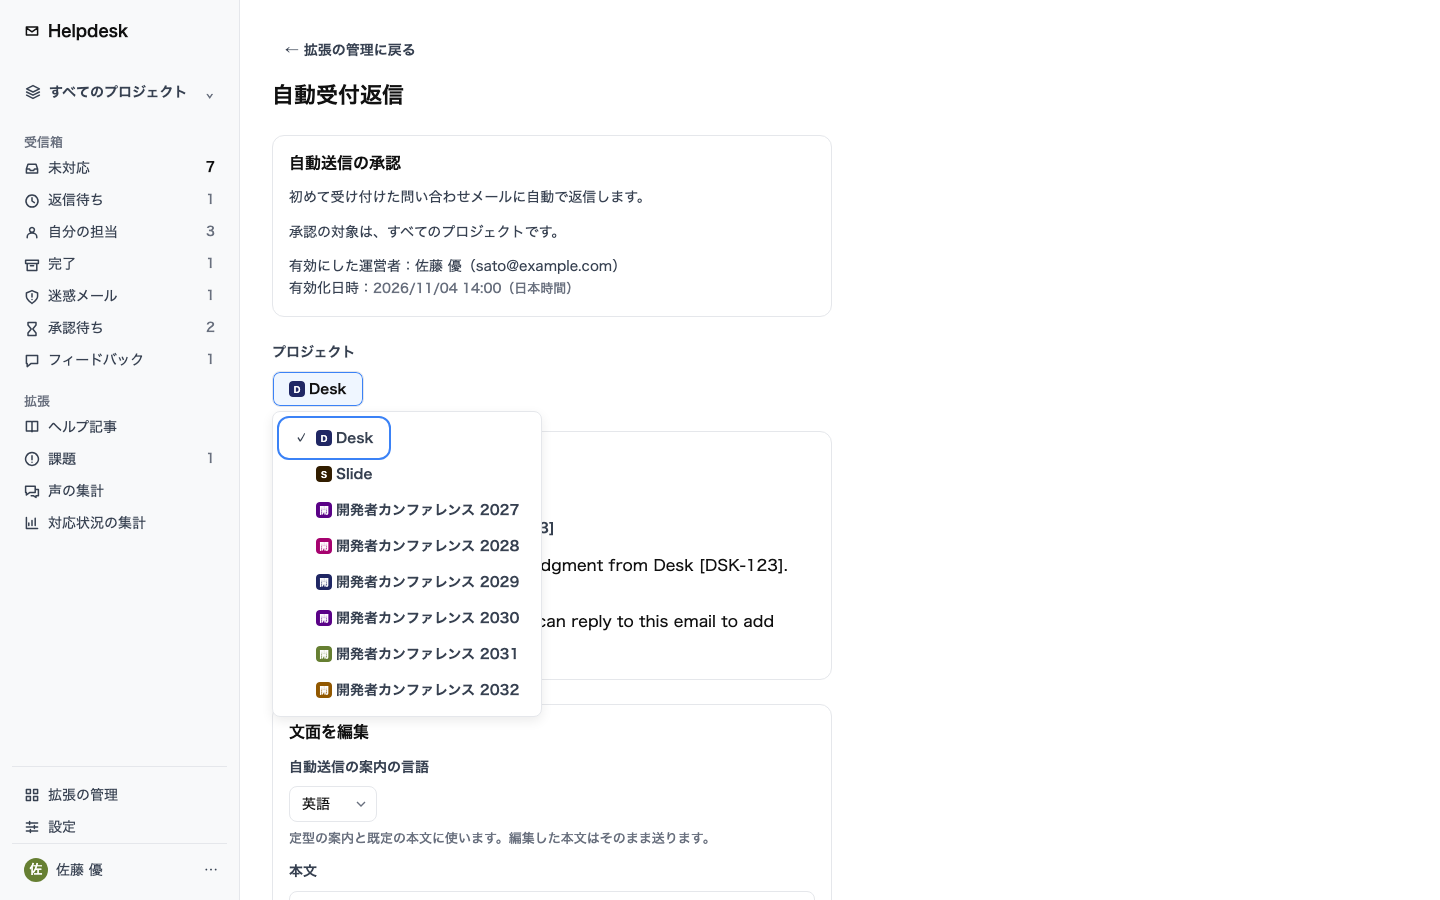 Helpdesk
すべてのプロジェクト
受信箱
未対応 7
返信待ち 1
自分の担当 3
完了 1
迷惑メール 1
承認待ち 2
フィードバック 1
拡張
ヘルプ記事
課題 1
声の集計
対応状況の集計
拡張の管理
設定
佐 佐藤 優 …
← 拡張の管理に戻る
自動受付返信
自動送信の承認
初めて受け付けた問い合わせメールに自動で返信します。
承認の対象は、すべてのプロジェクトです。
有効にした運営者：佐藤 優（sato@example.com）
有効化日時：2026/11/04 14:00（日本時間）
プロジェクト
D Desk
✓ D Desk
S Slide
開 開発者カンファレンス 2027
開 開発者カンファレンス 2028
開 開発者カンファレンス 2029
開 開発者カンファレンス 2030
開 開発者カンファレンス 2031
開 開発者カンファレンス 2032
3]
dgment from Desk [DSK-123].
can reply to this email to add
文面を編集
自動送信の案内の言語
英語
定型の案内と既定の本文に使います。編集した本文はそのまま送ります。
本文